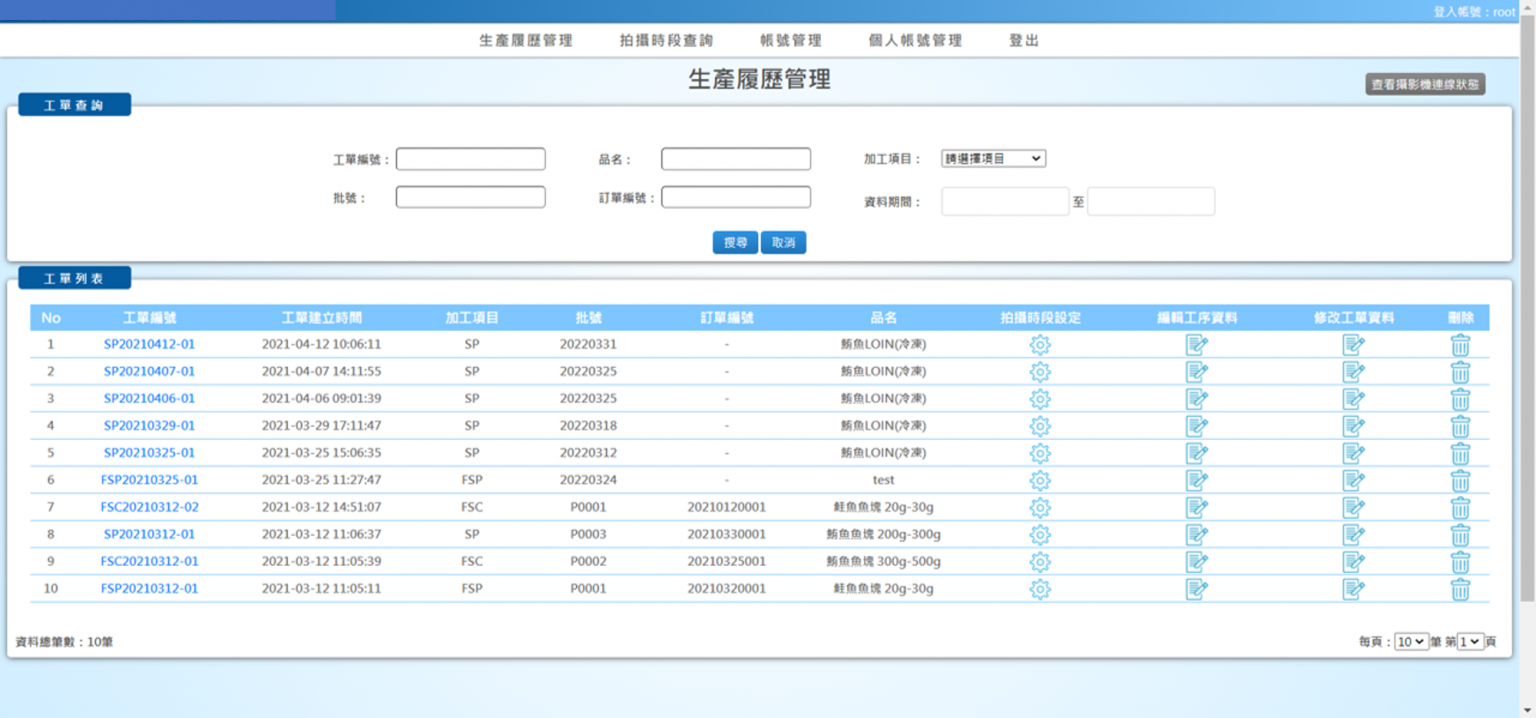 登入帳號：root
生產履歷管理 拍攝時段查詢 帳號管理 個人帳號管理 登出
生產履歷管理
查看攝影機連線狀態
工單查詢
工單編號： 品名： 加工項目： 請選擇項目
批號： 訂單編號： 資料期間： 至
搜尋 取消
工單列表
No 工單編號 工單建立時間 加工項目 批號 訂單編號 品名 拍攝時段設定 編輯工序資料 修改工單資料 刪除
1 SP20210412-01 2021-04-12 10:06:11 SP 20220331 - 鮪魚LOIN(冷凍)
2 SP20210407-01 2021-04-07 14:11:55 SP 20220325 - 鮪魚LOIN(冷凍)
3 SP20210406-01 2021-04-06 09:01:39 SP 20220325 - 鮪魚LOIN(冷凍)
4 SP20210329-01 2021-03-29 17:11:47 SP 20220318 - 鮪魚LOIN(冷凍)
5 SP20210325-01 2021-03-25 15:06:35 SP 20220312 - 鮪魚LOIN(冷凍)
6 FSP20210325-01 2021-03-25 11:27:47 FSP 20220324 - test
7 FSC20210312-02 2021-03-12 14:51:07 FSC P0001 20210120001 鮭魚魚塊 20g-30g
8 SP20210312-01 2021-03-12 11:06:37 SP P0003 20210330001 鮪魚魚塊 200g-300g
9 FSC20210312-01 2021-03-12 11:05:39 FSC P0002 20210325001 鮪魚魚塊 300g-500g
10 FSP20210312-01 2021-03-12 11:05:11 FSP P0001 20210320001 鮭魚魚塊 20g-30g
資料總筆數：10筆 每頁：10 筆 第 1 頁